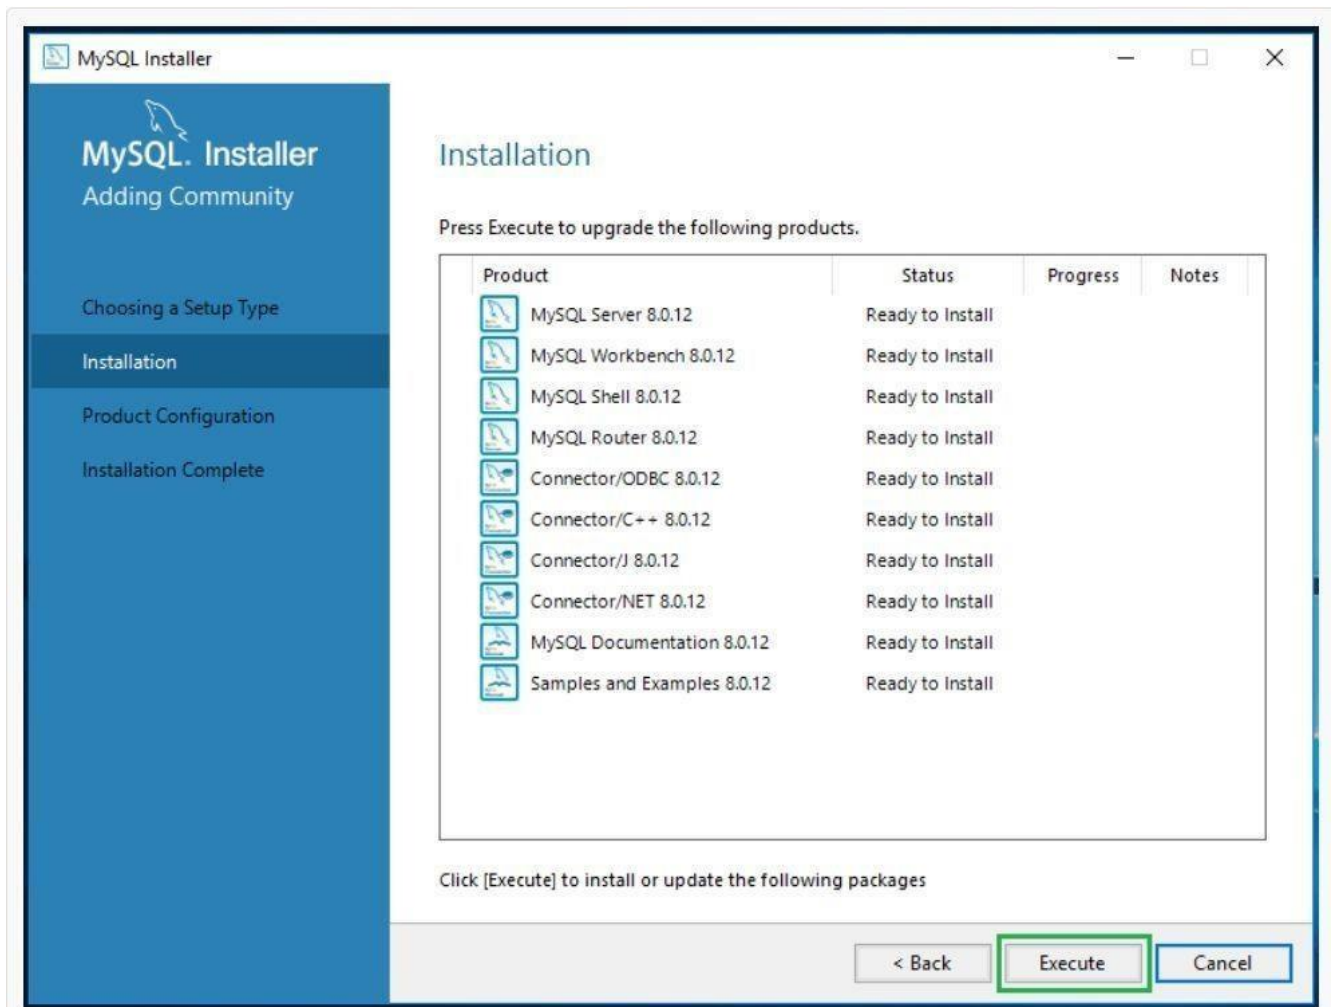 MySQL Installer
MySQL. Installer
Adding Community
Choosing a Setup Type
Installation
Product Configuration
Installation Complete
Installation
Press Execute to upgrade the following products.
Product Status Progress Notes
MySQL Server 8.0.12 Ready to Install
MySQL Workbench 8.0.12 Ready to Install
MySQL Shell 8.0.12 Ready to Install
MySQL Router 8.0.12 Ready to Install
Connector/ODBC 8.0.12 Ready to Install
Connector/C++ 8.0.12 Ready to Install
Connector/J 8.0.12 Ready to Install
Connector/NET 8.0.12 Ready to Install
MySQL Documentation 8.0.12 Ready to Install
Samples and Examples 8.0.12 Ready to Install
Click [Execute] to install or update the following packages
< Back Execute Cancel